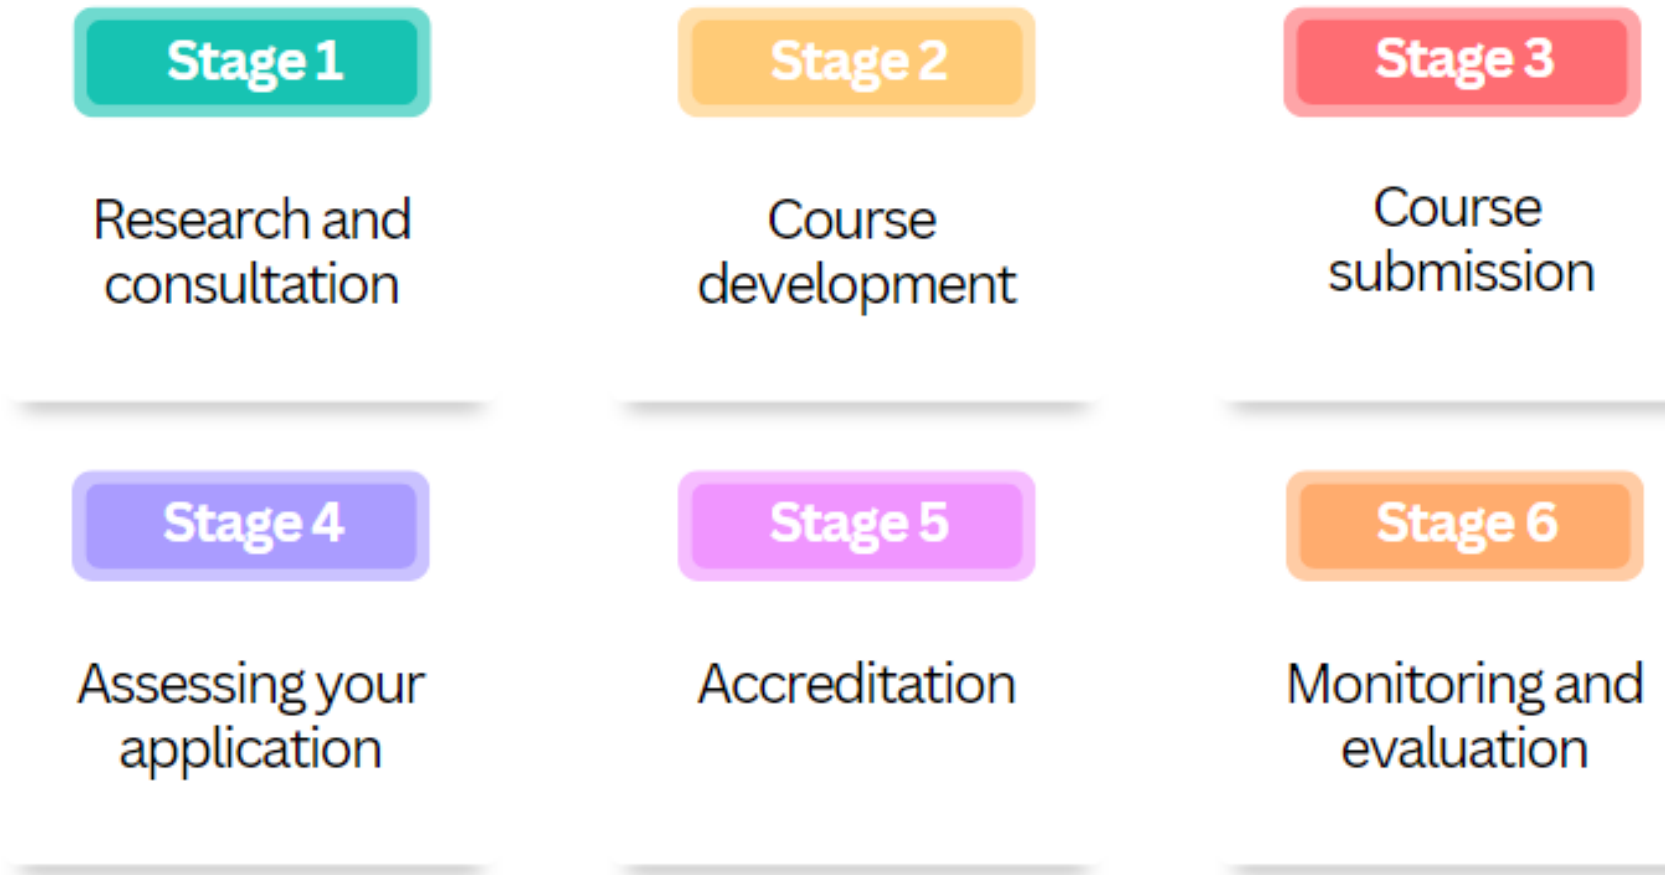 Stage 1
Research and
consultation
Stage 2
Course
development
Stage 3
Course
submission
Stage 4
Assessing your
application
Stage 5
Accreditation
Stage 6
Monitoring and
evaluation